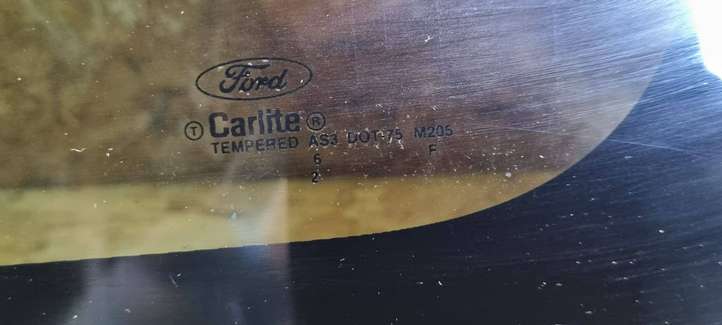 Ford
T Carlite ®
TEMPERED AS3 DOT-75 M205
6 F
2